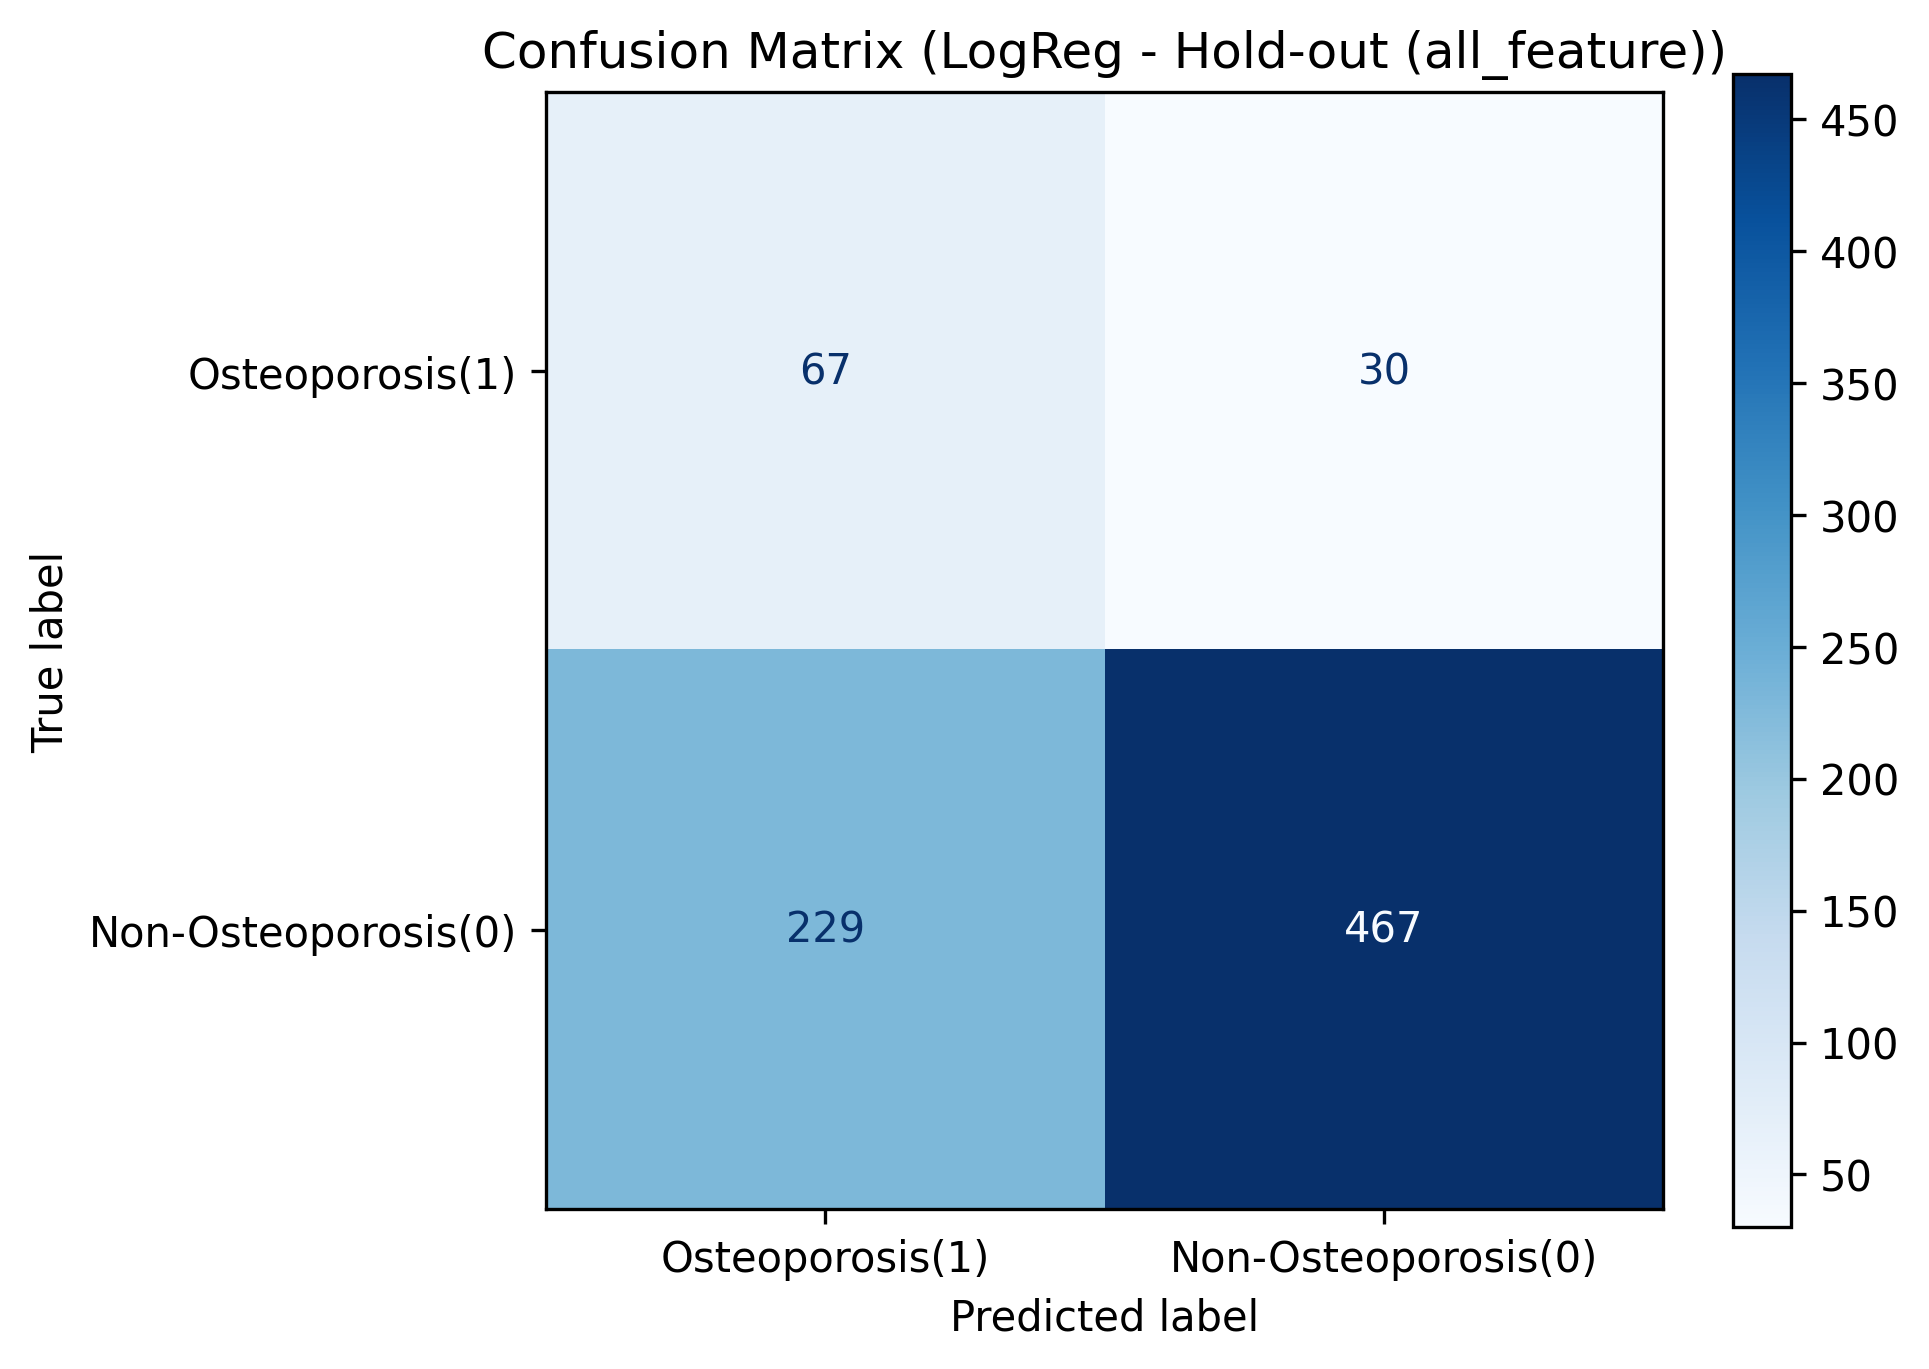 Confusion Matrix (LogReg - Hold-out (all_feature))
450
400
350
300
250
200
150
100
50
True label
Osteoporosis(1)
67
30
Non-Osteoporosis(0)
229
467
Osteoporosis(1)
Non-Osteoporosis(0)
Predicted label